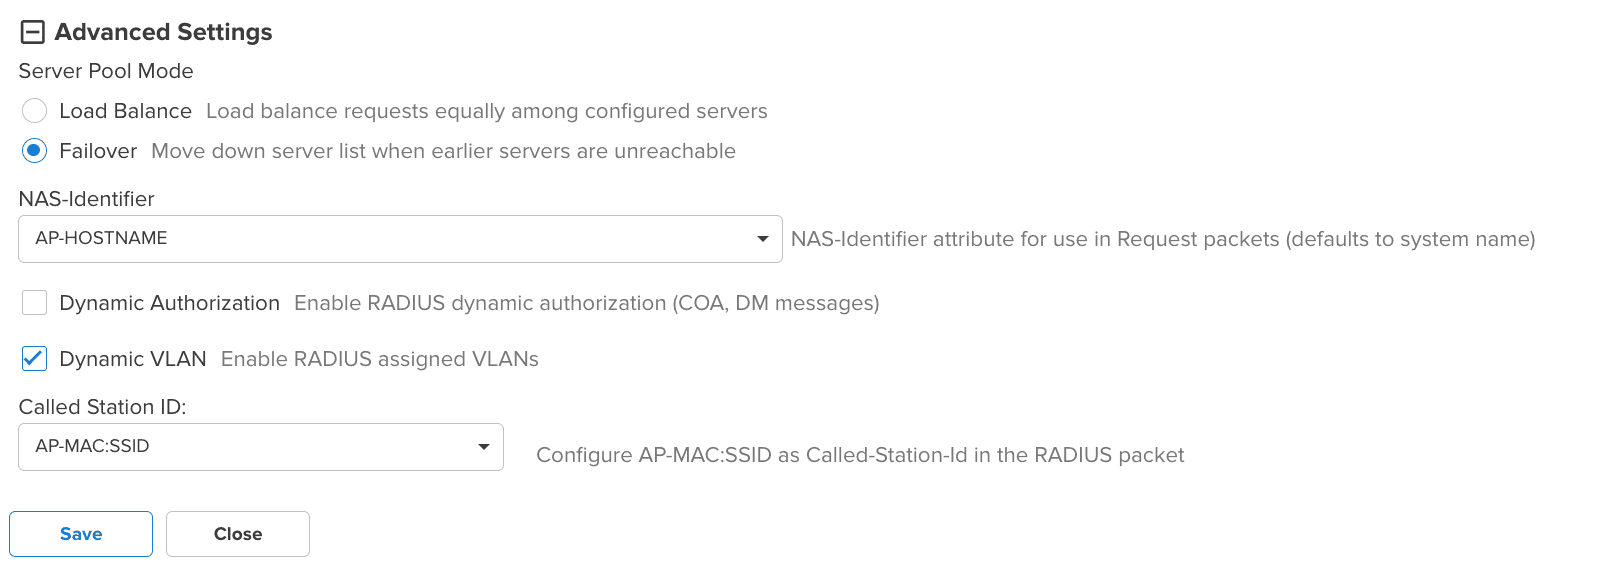 Advanced Settings
Server Pool Mode
Load Balance Load balance requests equally among configured servers
Failover Move down server list when earlier servers are unreachable
NAS-Identifier
AP-HOSTNAME NAS-Identifier attribute for use in Request packets (defaults to system name)
Dynamic Authorization Enable RADIUS dynamic authorization (COA, DM messages)
Dynamic VLAN Enable RADIUS assigned VLANs
Called Station ID:
AP-MAC:SSID Configure AP-MAC:SSID as Called-Station-Id in the RADIUS packet
Save Close